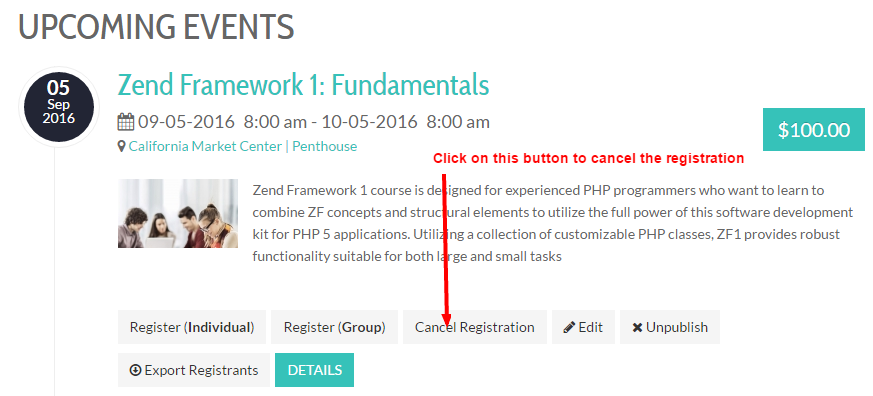 UPCOMING EVENTS
05
Sep
2016
Zend Framework 1: Fundamentals
09-05-2016 8:00 am - 10-05-2016 8:00 am
$100.00
California Market Center | Penthouse
Click on this button to cancel the registration
Zend Framework 1 course is designed for experienced PHP programmers who want to learn to
combine ZF concepts and structural elements to utilize the full power of this software development
kit for PHP 5 applications. Utilizing a collection of customizable PHP classes, ZF1 provides robust
functionality suitable for both large and small tasks
Register (Individual) Register (Group) Cancel Registration Edit Unpublish
Export Registrants DETAILS